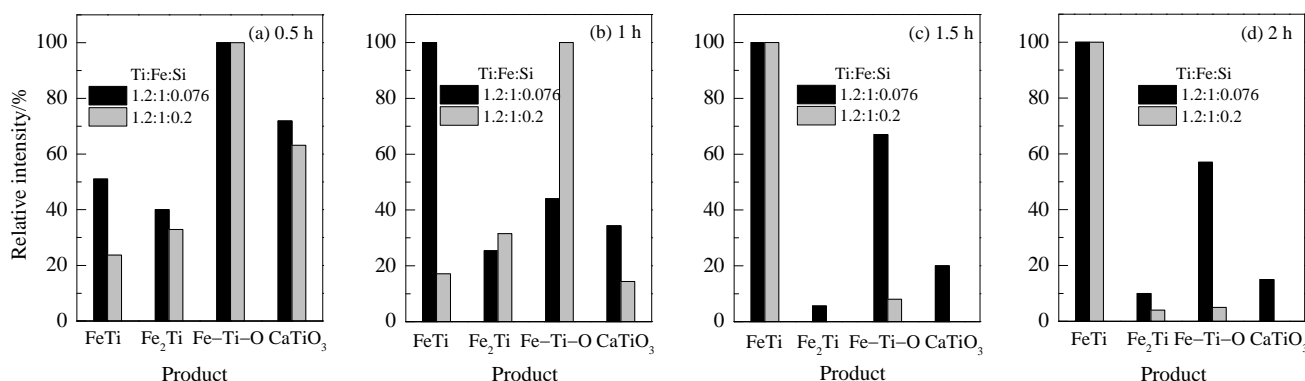 (a) 0.5 h
Ti:Fe:Si
1.2:1:0.076
1.2:1:0.2
100
80
60
40
20
0
Relative intensity/%
FeTi Fe₂Ti Fe−Ti−O CaTiO₃
Product
(b) 1 h
Ti:Fe:Si
1.2:1:0.076
1.2:1:0.2
100
80
60
40
20
0
FeTi Fe₂Ti Fe−Ti−O CaTiO₃
Product
(c) 1.5 h
Ti:Fe:Si
1.2:1:0.076
1.2:1:0.2
100
80
60
40
20
0
FeTi Fe₂Ti Fe−Ti−O CaTiO₃
Product
(d) 2 h
Ti:Fe:Si
1.2:1:0.076
1.2:1:0.2
100
80
60
40
20
0
FeTi Fe₂Ti Fe−Ti−O CaTiO₃
Product